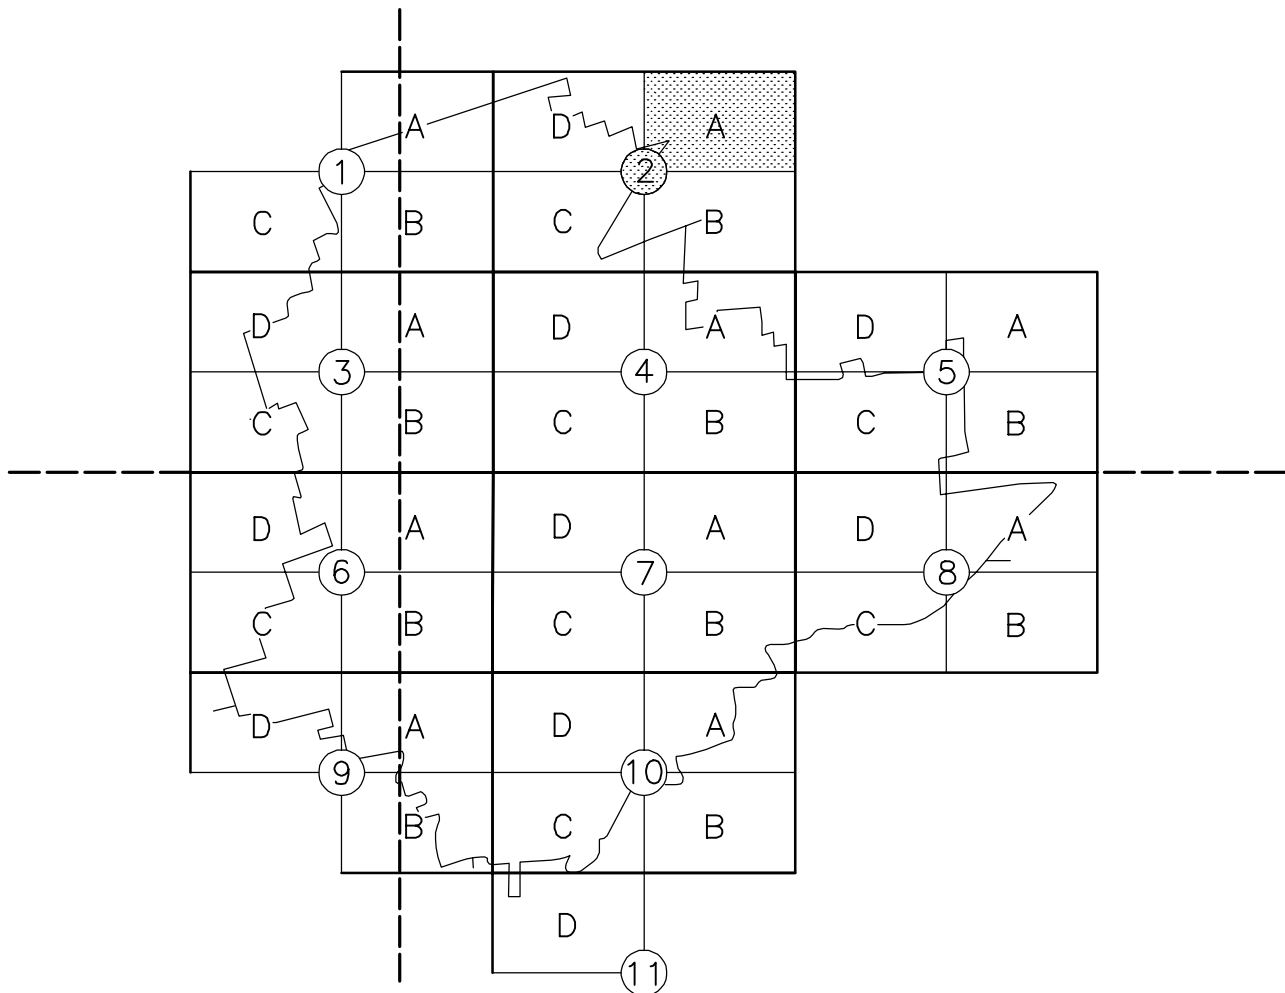 A D A
1 2
C B C B
D A D A D A
3 4 5
C B C B C B
D A D A D A
6 7 8
C B C B C B
D A D A
9 10
B C B
D
11